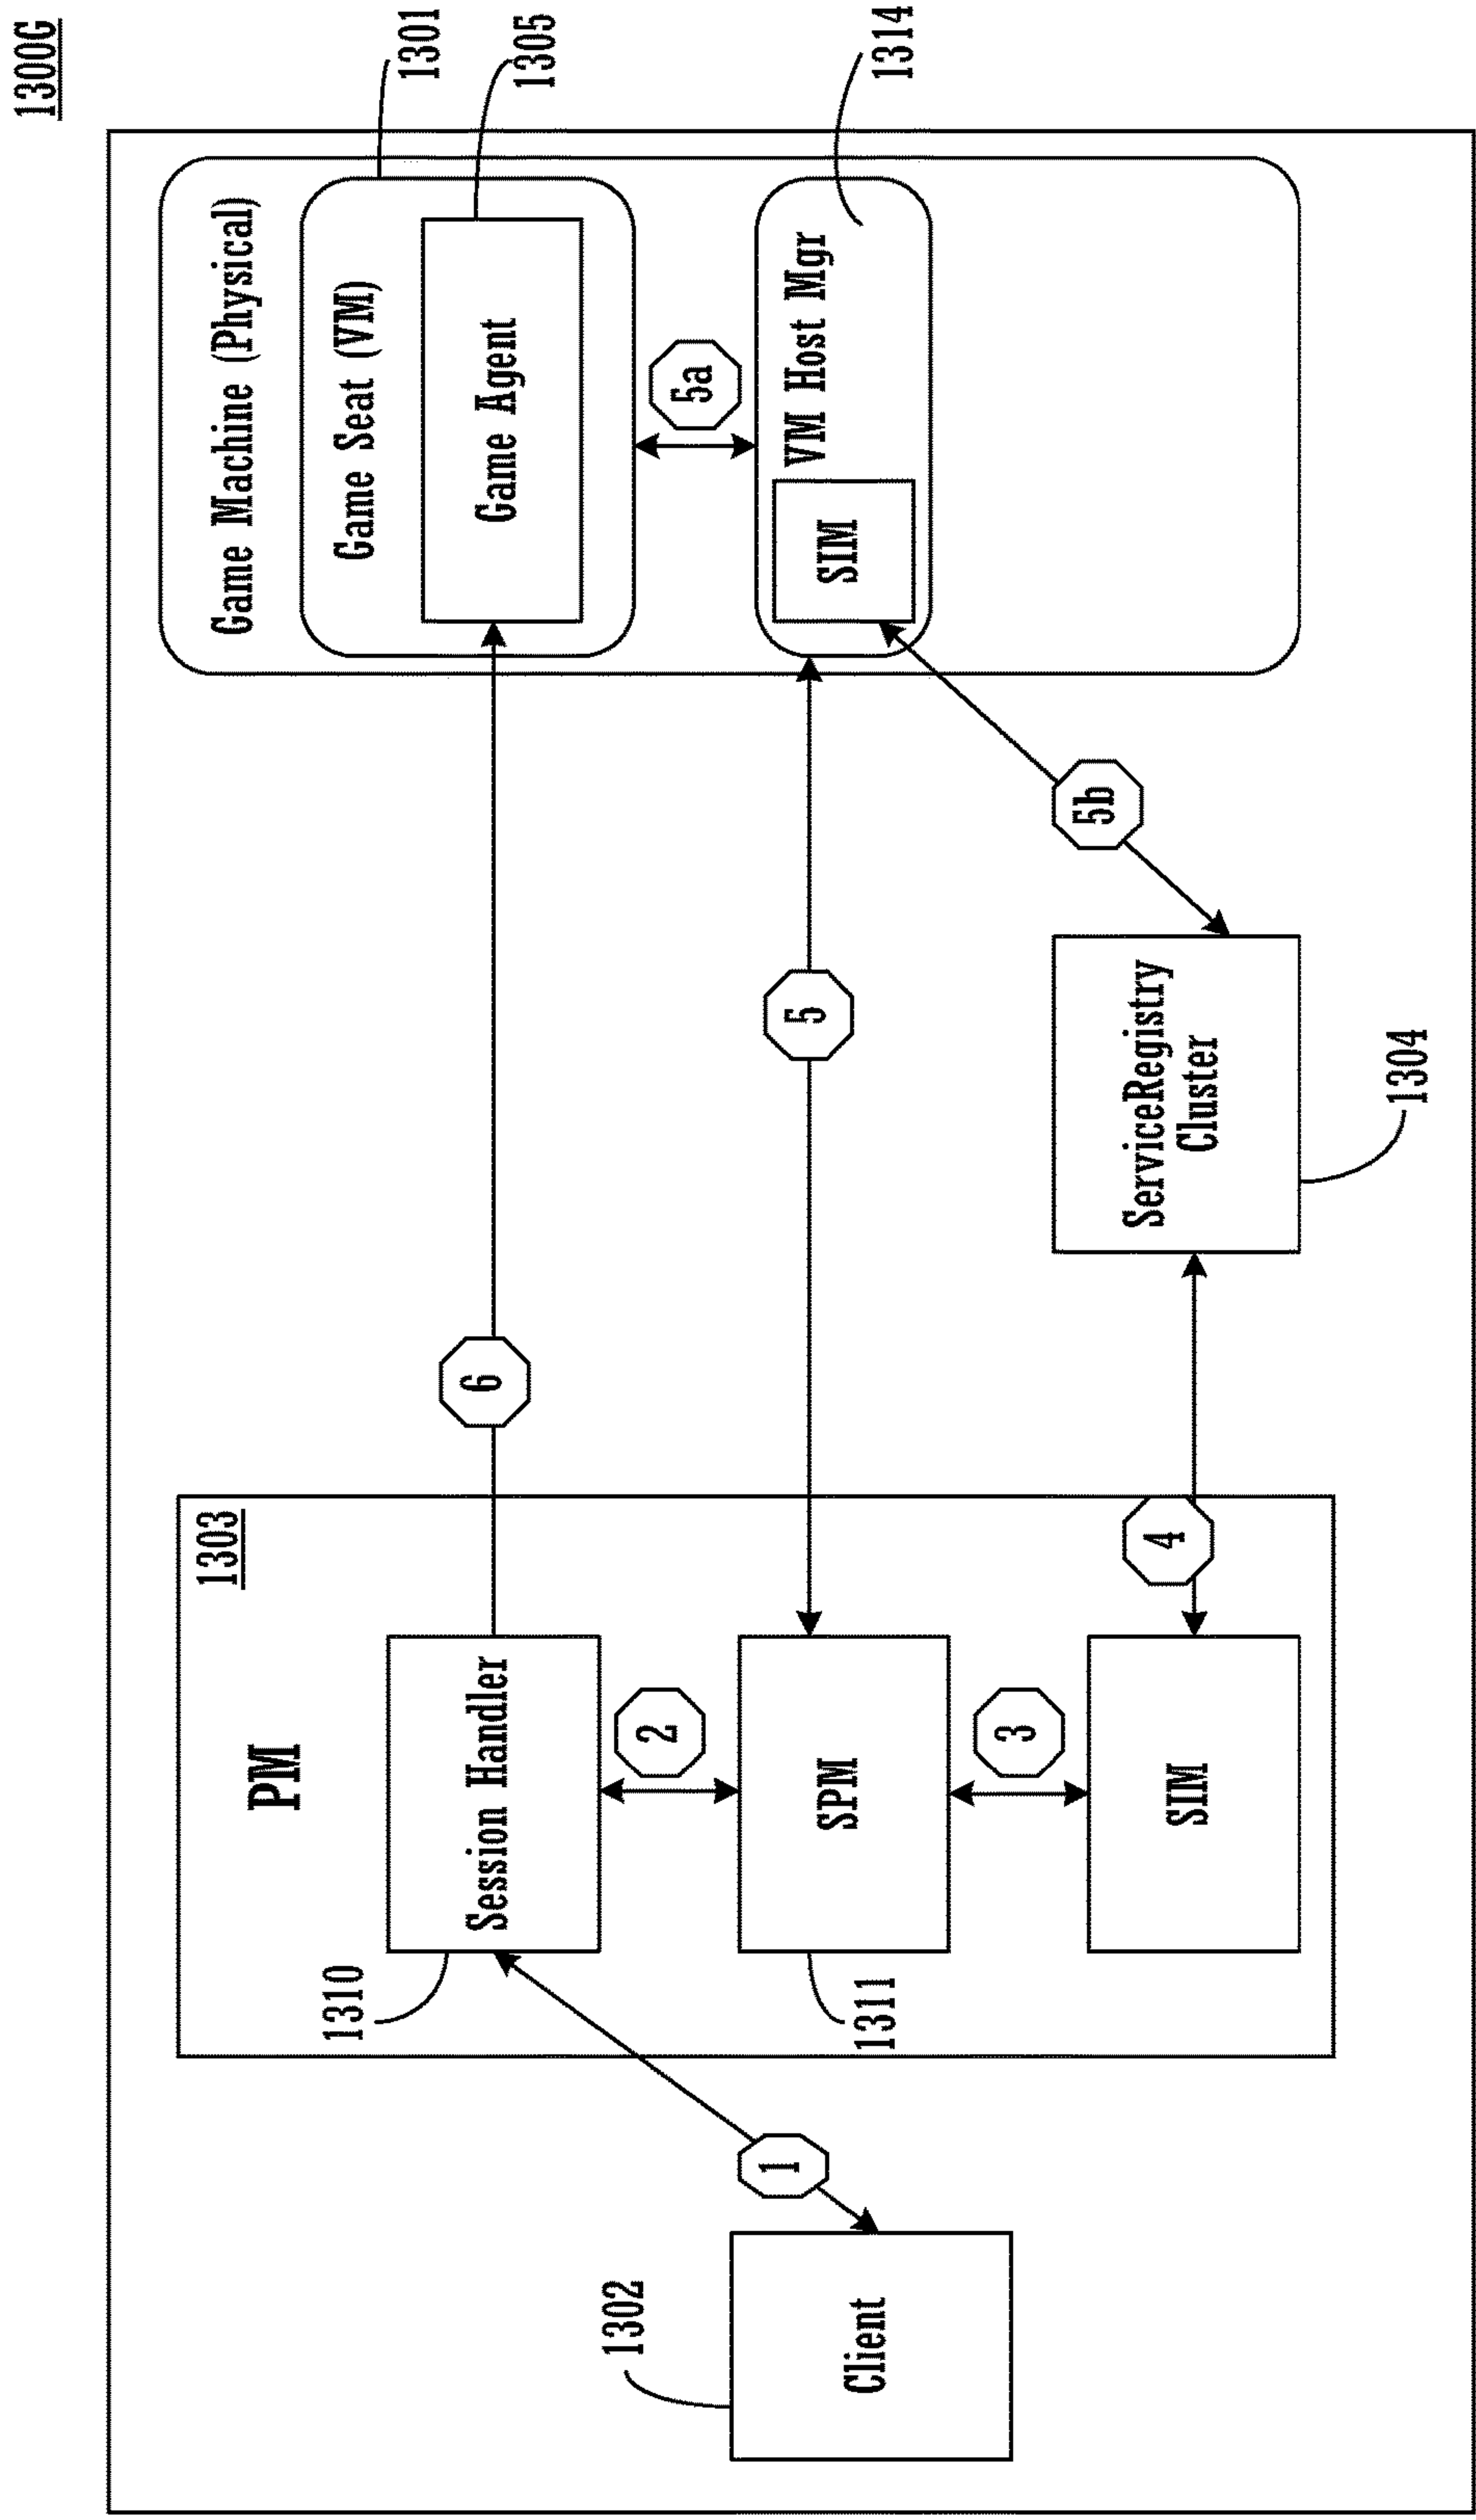 1300G
PM
1303
Game Machine (Physical)
1301
1310
Session Handler
6
Game Seat (VM)
Game Agent
1305
2
5a
1302
Client
1
1311
SPM
5
VM Host Mgr
SIM
1314
3
4
5b
SIM
ServiceRegistry
Cluster
1304